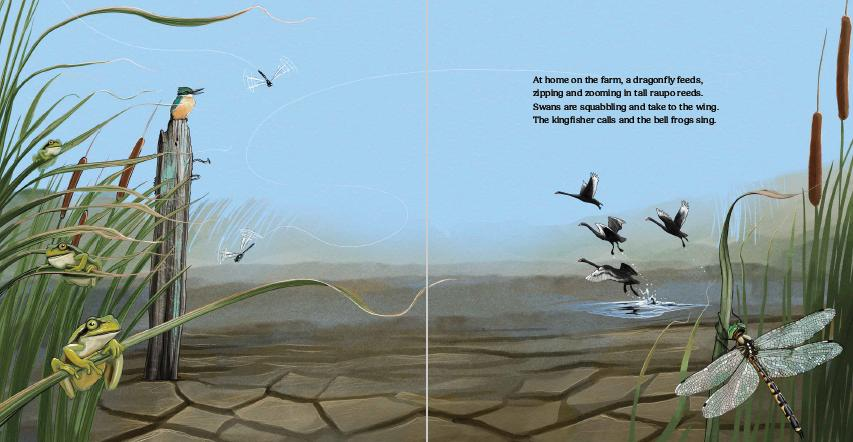 At home on the farm, a dragonfly feeds,
zipping and zooming in tall raupo reeds.
Swans are squabbling and take to the wing.
The kingfisher calls and the bell frogs sing.